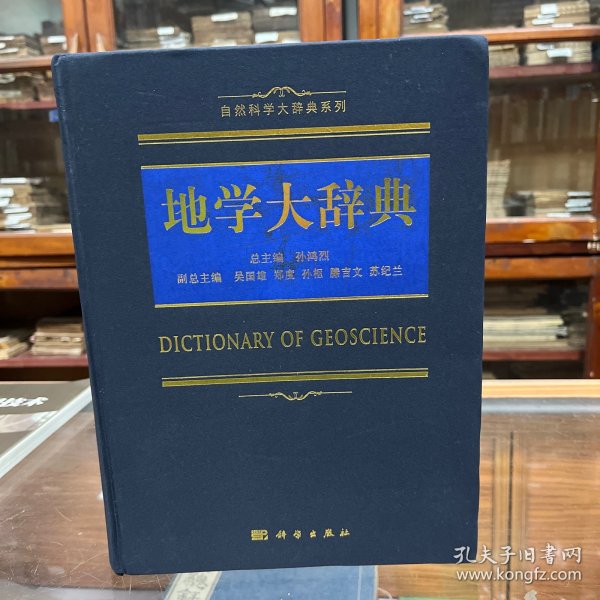 自然科学大辞典系列
地学大辞典
总主编 孙鸿烈
副总主编 吴国雄 郑度 孙枢 滕吉文 苏纪兰
DICTIONARY OF GEOSCIENCE
科学出版社
技术
孔夫子旧书网
www.kongfz.com